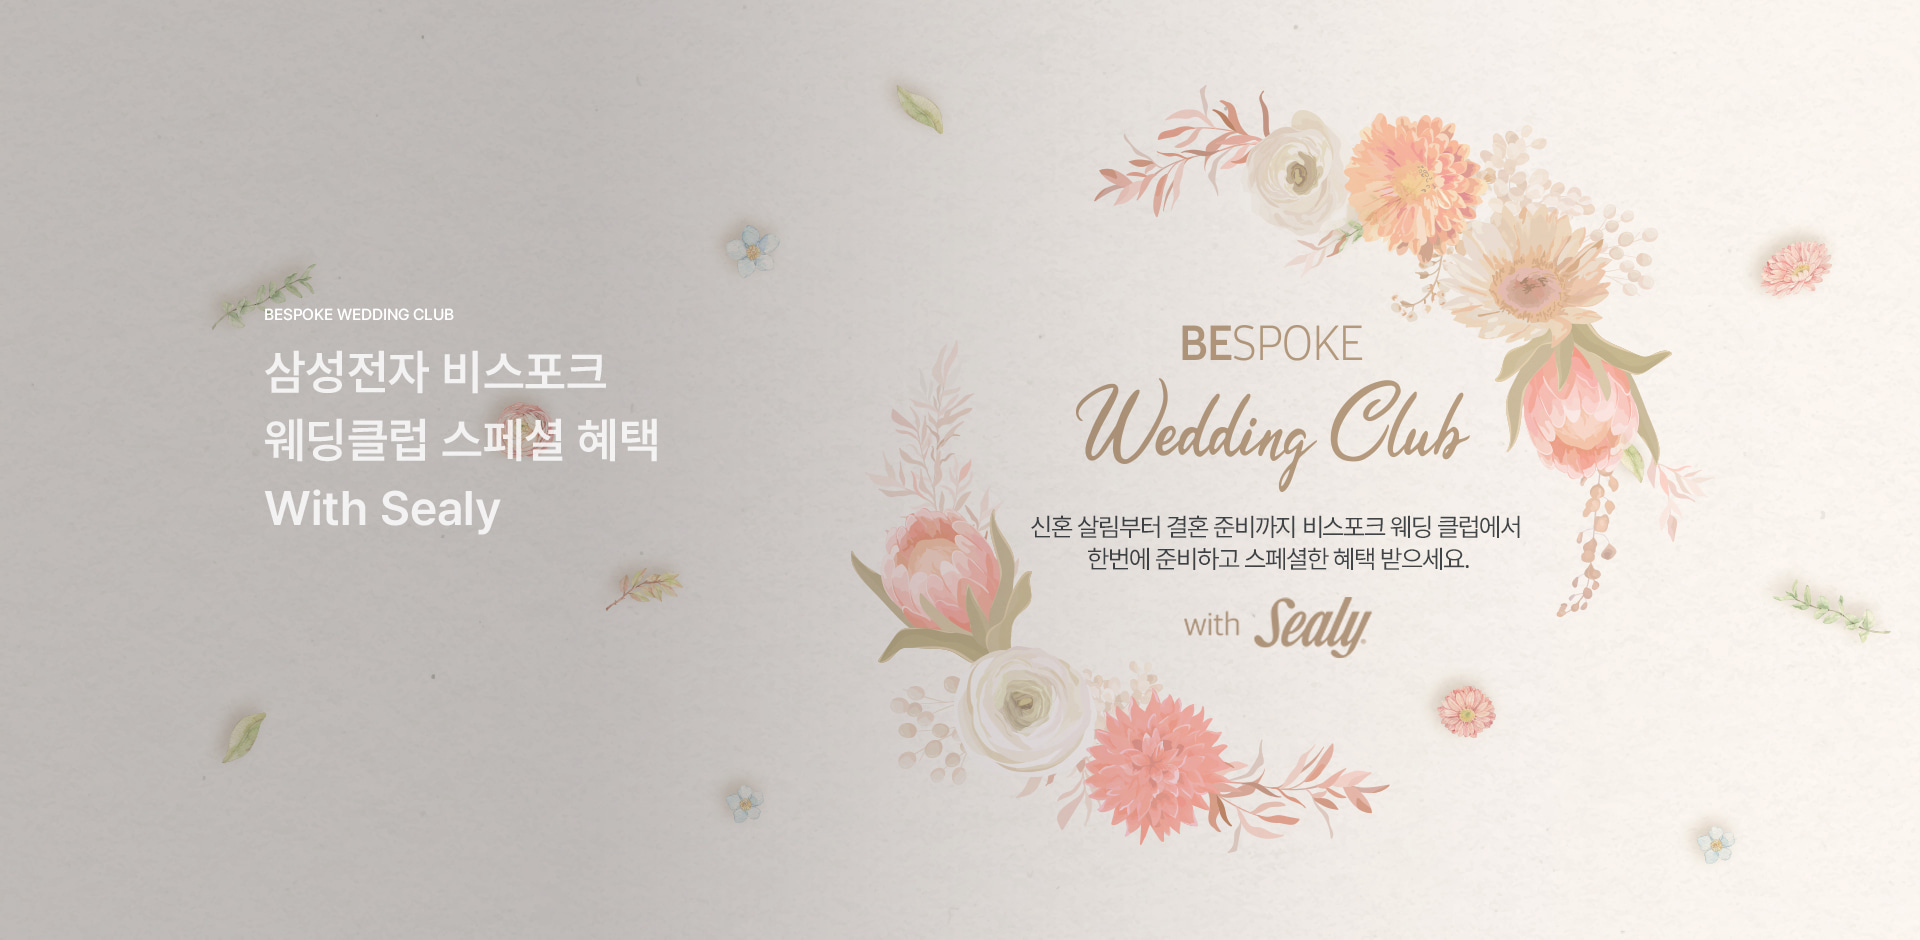 BESPOKE WEDDING CLUB
삼성전자 비스포크
웨딩클럽 스페셜 혜택
With Sealy
BESPOKE
Wedding Club
신혼 살림부터 결혼 준비까지 비스포크 웨딩 클럽에서
한번에 준비하고 스페셜한 혜택 받으세요.
with Sealy